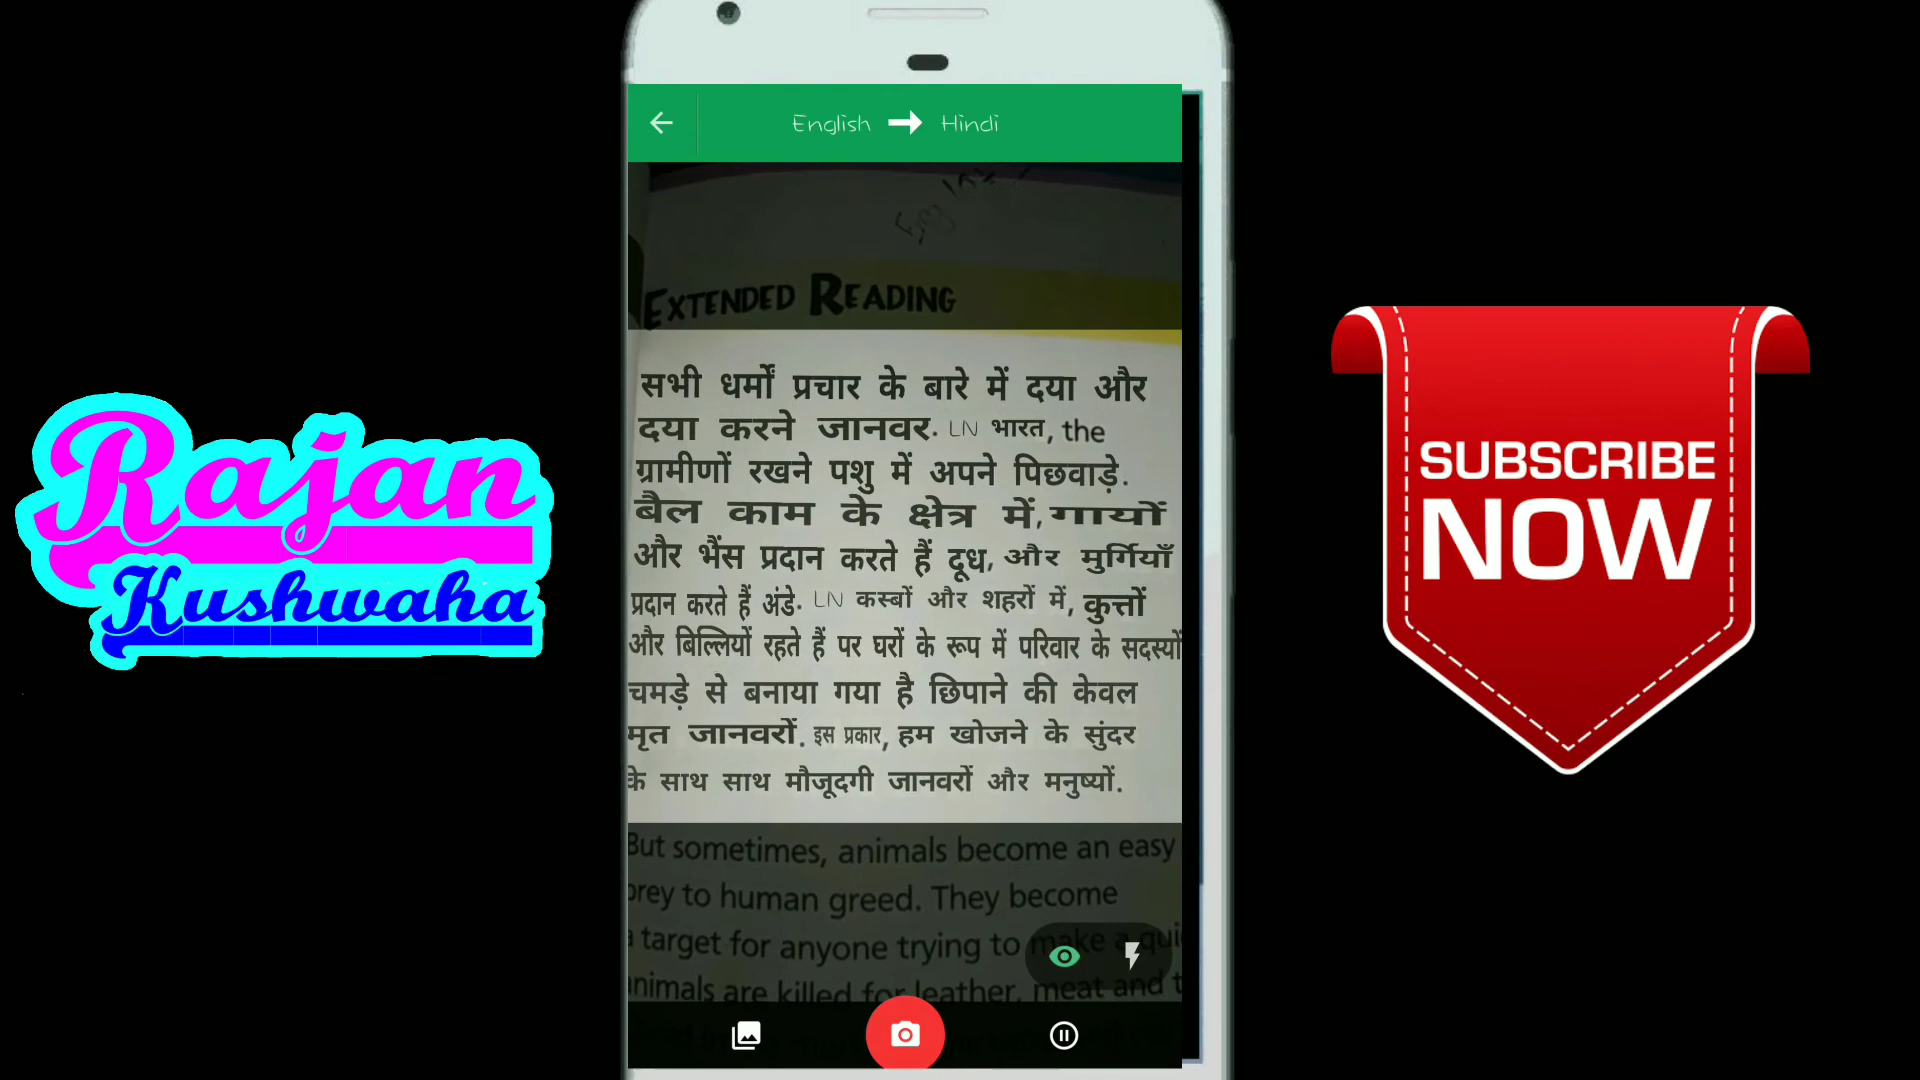 English → Hindi
EXTENDED READING
सभी धर्मों प्रचार के बारे में दया और
दया करने जानवर. LN भारत, the
ग्रामीणों रखने पशु में अपने पिछवाड़े.
बैल काम के क्षेत्र में, गायों
और भैंस प्रदान करते हैं दूध, और मुर्गियाँ
प्रदान करते हैं अंडे. LN कस्बों और शहरों में, कुत्तों
और बिल्लियों रहते हैं पर घरों के रूप में परिवार के सदस्यों
चमड़े से बनाया गया है छिपाने की केवल
मृत जानवरों. इस प्रकार, हम खोजने के सुंदर
के साथ साथ मौजूदगी जानवरों और मनुष्यों.
But sometimes, animals become an easy
prey to human greed. They become
a target for anyone trying to make a qui
animals are killed for leather, meat and t
Rajan
Kushwaha
SUBSCRIBE
NOW